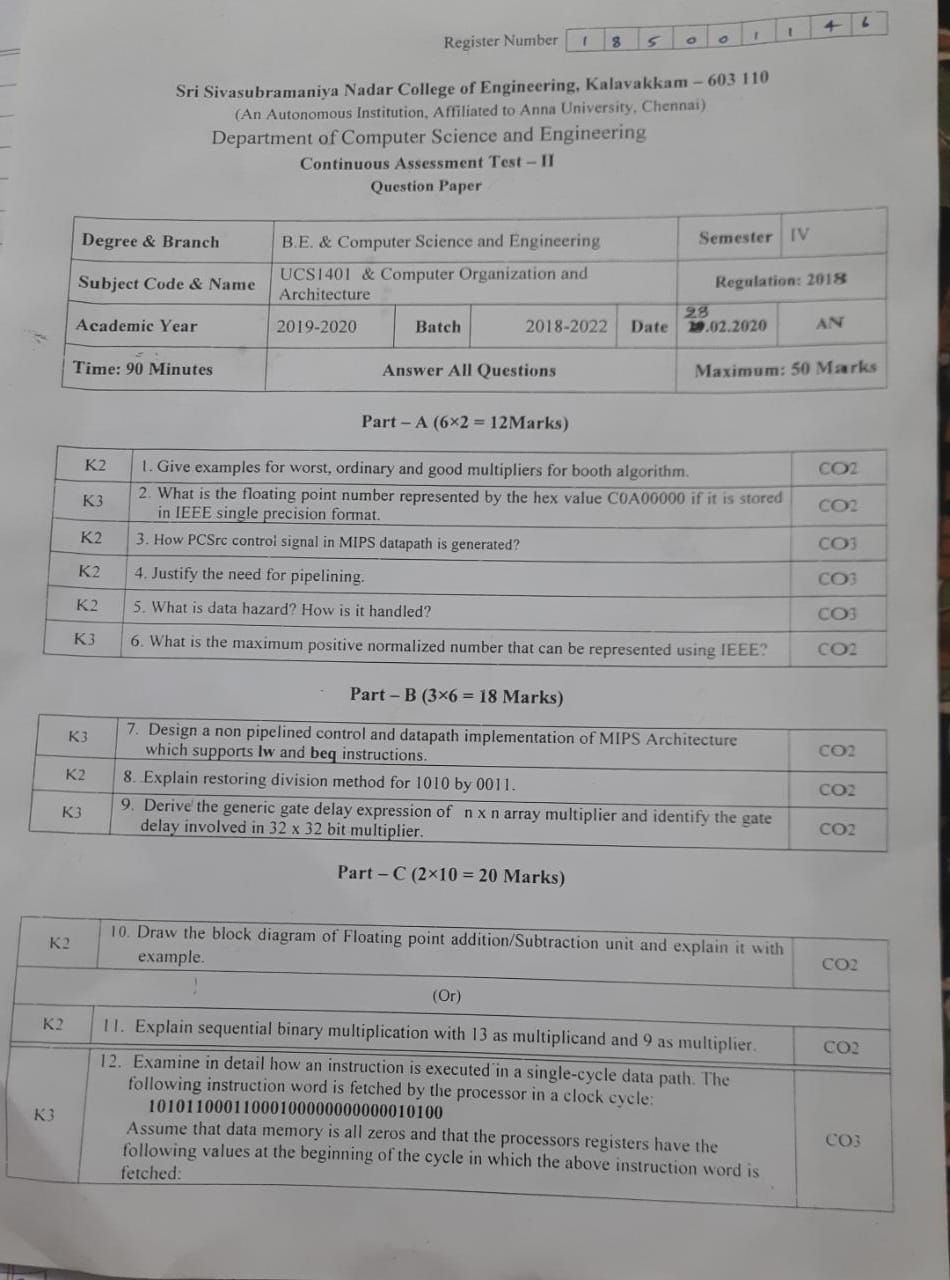 Register Number 1 8 5 0 0 1 1 4 6
Sri Sivasubramaniya Nadar College of Engineering, Kalavakkam – 603 110
(An Autonomous Institution, Affiliated to Anna University, Chennai)
Department of Computer Science and Engineering
Continuous Assessment Test – II
Question Paper
Degree & Branch B.E. & Computer Science and Engineering Semester IV
Subject Code & Name UCS1401 & Computer Organization and Architecture Regulation: 2018
Academic Year 2019-2020 Batch 2018-2022 Date 28.02.2020 AN
Time: 90 Minutes Answer All Questions Maximum: 50 Marks
Part – A (6×2 = 12Marks)
K2 1. Give examples for worst, ordinary and good multipliers for booth algorithm. CO2
K3 2. What is the floating point number represented by the hex value C0A00000 if it is stored
in IEEE single precision format. CO2
K2 3. How PCSrc control signal in MIPS datapath is generated? CO3
K2 4. Justify the need for pipelining. CO3
K2 5. What is data hazard? How is it handled? CO3
K3 6. What is the maximum positive normalized number that can be represented using IEEE? CO2
Part – B (3×6 = 18 Marks)
K3 7. Design a non pipelined control and datapath implementation of MIPS Architecture
which supports lw and beq instructions. CO2
K2 8. Explain restoring division method for 1010 by 0011. CO2
K3 9. Derive the generic gate delay expression of n x n array multiplier and identify the gate
delay involved in 32 x 32 bit multiplier. CO2
Part – C (2×10 = 20 Marks)
K2 10. Draw the block diagram of Floating point addition/Subtraction unit and explain it with
example. CO2
(Or)
K2 11. Explain sequential binary multiplication with 13 as multiplicand and 9 as multiplier. CO2
12. Examine in detail how an instruction is executed in a single-cycle data path. The
following instruction word is fetched by the processor in a clock cycle:
K3 10101100011000100000000000010100
Assume that data memory is all zeros and that the processors registers have the CO3
following values at the beginning of the cycle in which the above instruction word is
fetched: